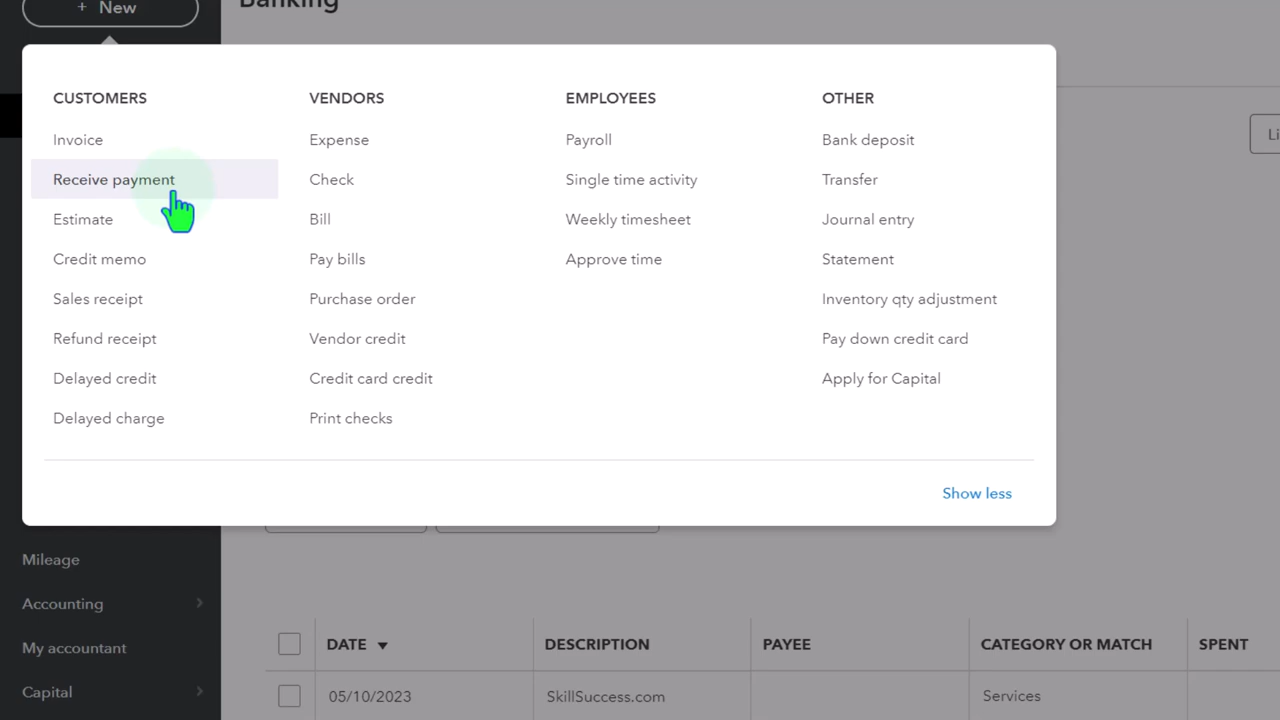 + New
Banking
CUSTOMERS
Invoice
Receive payment
Estimate
Credit memo
Sales receipt
Refund receipt
Delayed credit
Delayed charge
VENDORS
Expense
Check
Bill
Pay bills
Purchase order
Vendor credit
Credit card credit
Print checks
EMPLOYEES
Payroll
Single time activity
Weekly timesheet
Approve time
OTHER
Bank deposit
Transfer
Journal entry
Statement
Inventory qty adjustment
Pay down credit card
Apply for Capital
Show less
Li
Mileage
Accounting
My accountant
Capital
DATE DESCRIPTION PAYEE CATEGORY OR MATCH SPENT
05/10/2023 SkillSuccess.com Services